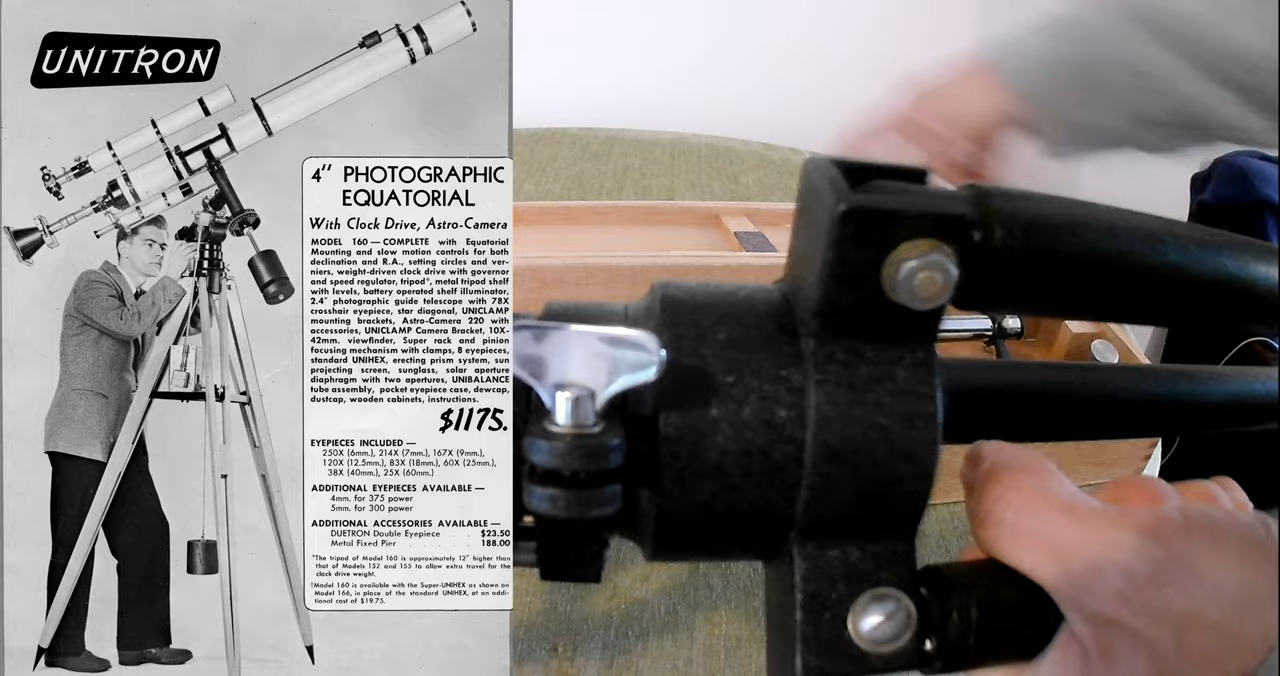 UNITRON
4" PHOTOGRAPHIC
EQUATORIAL
With Clock Drive, Astro-Camera
MODEL 160 — COMPLETE with Equatorial
Mounting and slow motion controls for both
declination and R.A., setting circles and ver-
niers, weight-driven clock drive with governor
and speed regulator, tripod*, metal tripod shelf
with levels, battery operated shelf illuminator,
2.4" photographic guide telescope with 78X
crosshair eyepiece, star diagonal, UNICLAMP
mounting brackets, Astro-Camera 220 with
accessories, UNICLAMP Camera Bracket, 10X-
42mm. viewfinder, Super rack and pinion
focusing mechanism with clamps, 8 eyepieces,
standard UNIHEX, erecting prism system, sun
projecting screen, sunglass, solar aperture
diaphragm with two apertures, UNIBALANCE
tube assembly, pocket eyepiece case, dewcap,
dustcap, wooden cabinets, instructions.
$1175.
EYEPIECES INCLUDED —
250X (6mm.), 214X (7mm.), 167X (9mm.),
120X (12.5mm.), 83X (18mm.), 60X (25mm.),
38X (40mm.), 25X (60mm.)
ADDITIONAL EYEPIECES AVAILABLE —
4mm. for 375 power
5mm. for 300 power
ADDITIONAL ACCESSORIES AVAILABLE —
DUETRON Double Eyepiece . . $23.50
Metal Fixed Pier . . . . . 188.00
*The tripod of Model 160 is approximately 12" higher than
that of Models 152 and 155 to allow extra travel for the
clock drive weight.
†Model 160 is available with the Super-UNIHEX as shown on
Model 166, in place of the standard UNIHEX, at an addi-
tional cost of $19.75.